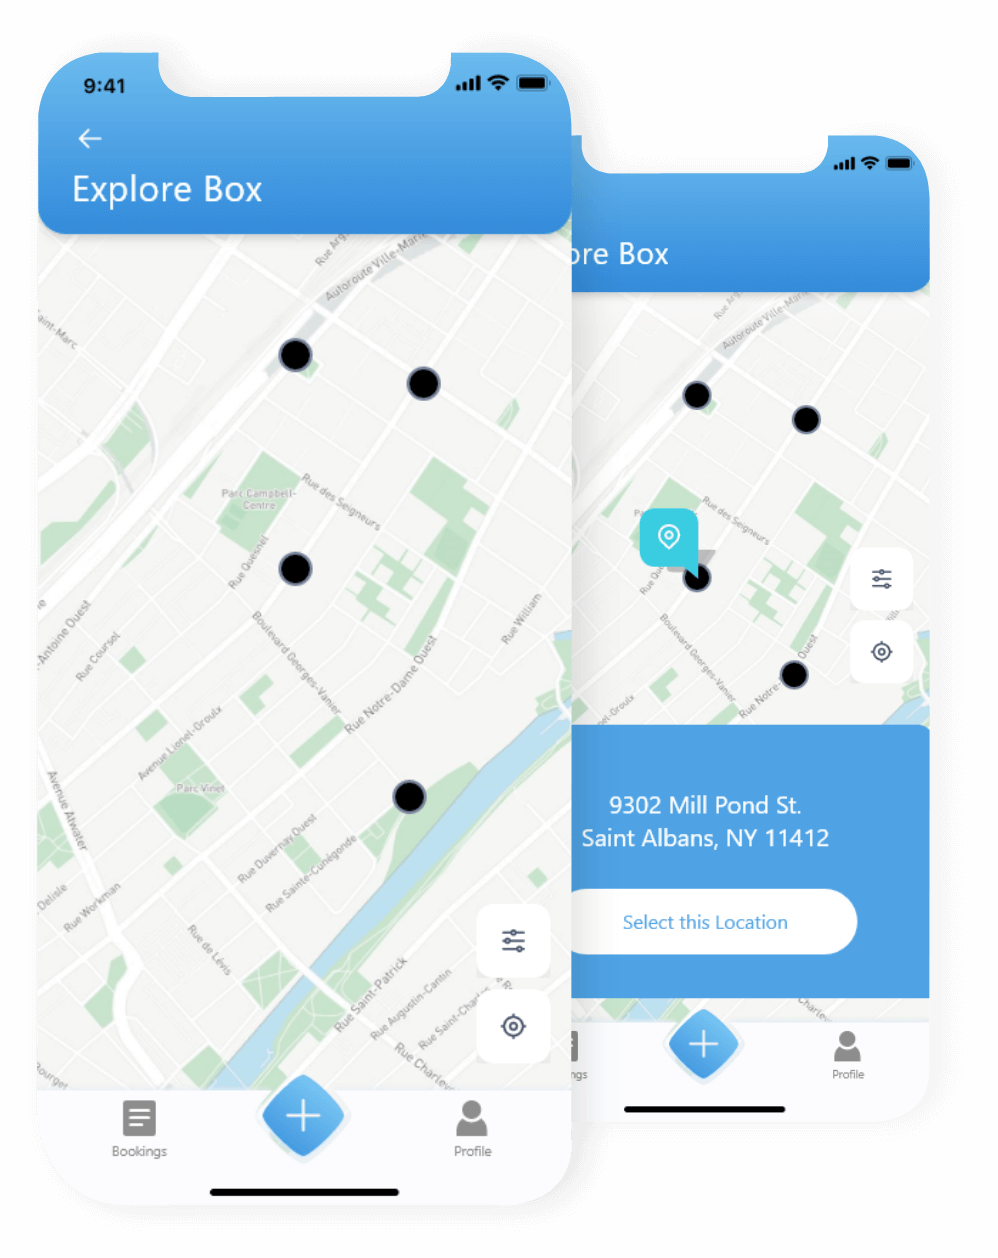 9:41
Explore Box
Rue Arg
Autoroute Ville-Marie
aint-Marc
Parc Campbell-
Centre
Rue des Seigneurs
Rue Quesnel
Rue William
-Antoine Ouest
Rue Coursol
Boulevard Georges-Vanier
Rue Notre-Dame Ouest
Avenue Lionel-Groulx
Parc Vinet
Avenue Atwater
Rue Duvernay Ouest
Rue Sainte-Cunégonde
Delisle
Rue Workman
Rue de Lévis
Rue Saint-Patrick
Rue Augustin-Cantin
Rue Saint-Charles
Rue Charlev
Bourget
Bookings
Profile
ore Box
Rue Arg
Autoroute Ville-Marie
Pa
Rue des Seigneurs
Rue Qu
Boulevard Georges-Vanier
Rue Notre-
Ouest
el-Groulx
9302 Mill Pond St.
Saint Albans, NY 11412
Select this Location
Charlev
ngs
Profile